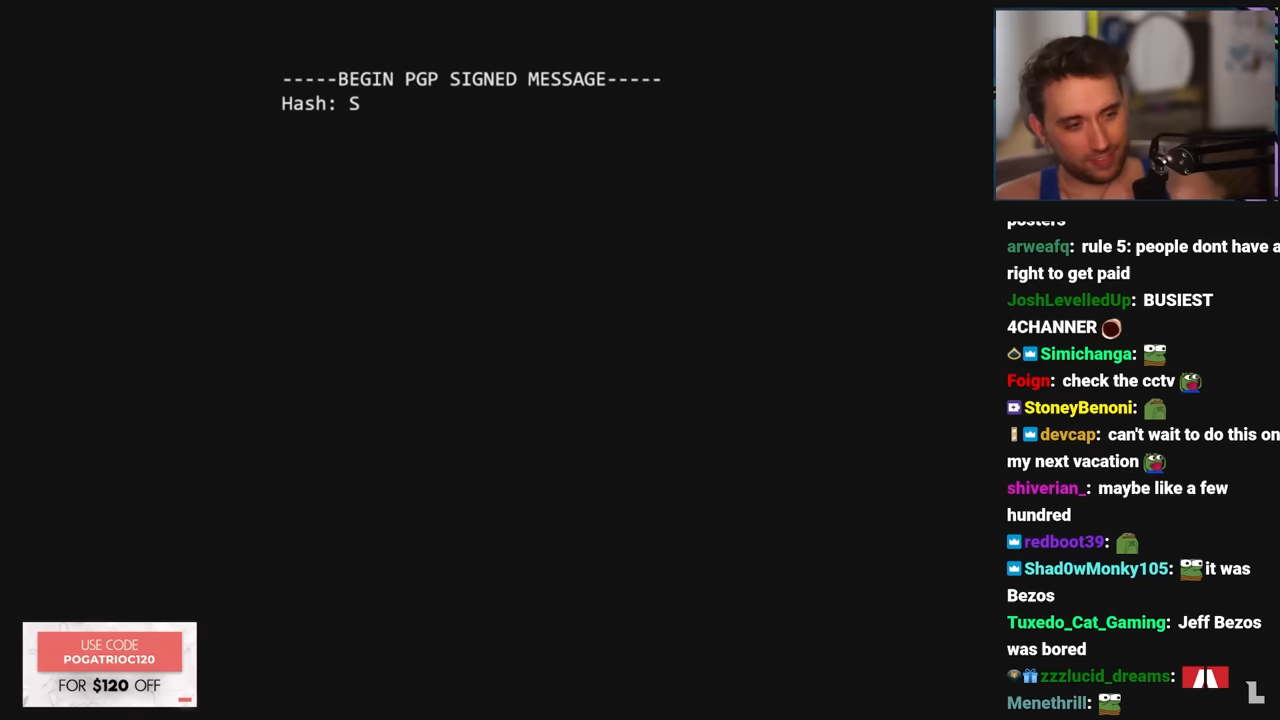 -----BEGIN PGP SIGNED MESSAGE-----
Hash: S
posters
arweafq: rule 5: people dont have a
right to get paid
JoshLevelledUp: BUSIEST
4CHANNER
Simichanga:
Foign: check the cctv
StoneyBenoni:
devcap: can't wait to do this on
my next vacation
shiverian_: maybe like a few
hundred
redboot39:
Shad0wMonky105: it was
Bezos
Tuxedo_Cat_Gaming: Jeff Bezos
was bored
zzzlucid_dreams:
Menethrill:
USE CODE
POGATRIOC120
FOR $120 OFF
L